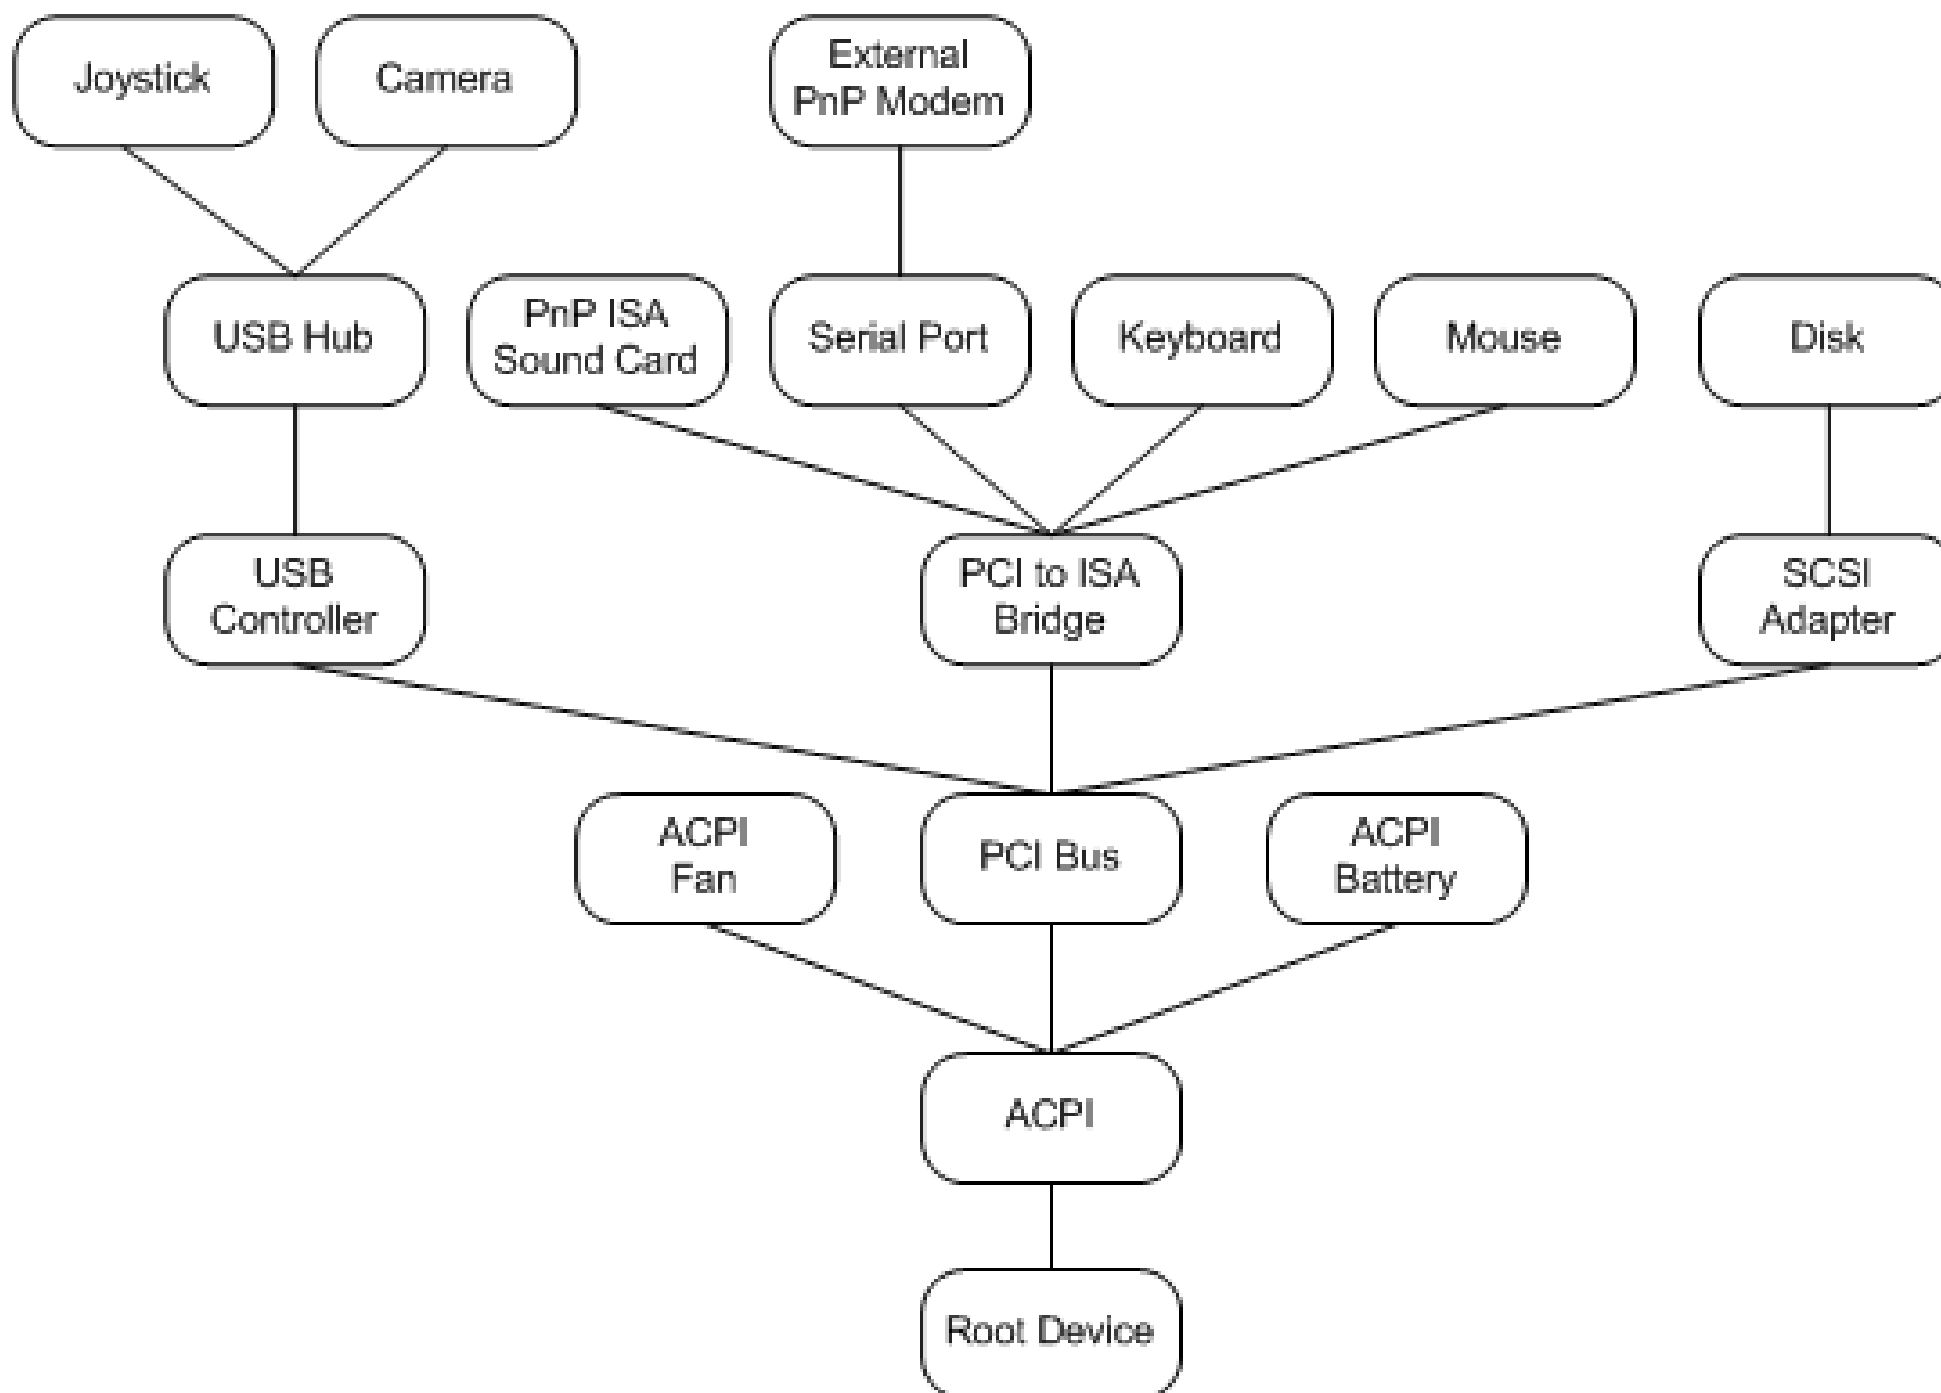 Joystick
Camera
External
PnP Modem
USB Hub
PnP ISA
Sound Card
Serial Port
Keyboard
Mouse
Disk
USB
Controller
PCI to ISA
Bridge
SCSI
Adapter
ACPI
Fan
PCI Bus
ACPI
Battery
ACPI
Root Device